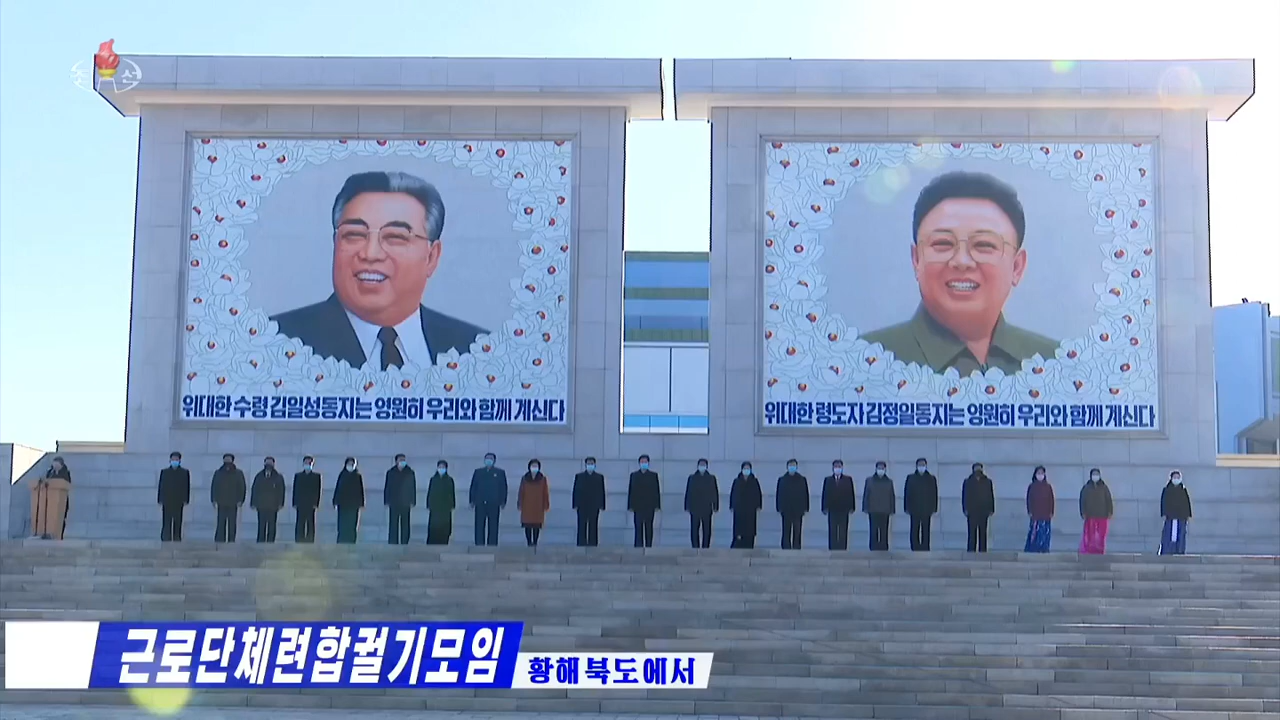 조선
위대한 수령 김일성동지는 영원히 우리와 함께 계신다
위대한 령도자 김정일동지는 영원히 우리와 함께 계신다
근로단체련합궐기모임
황해북도에서